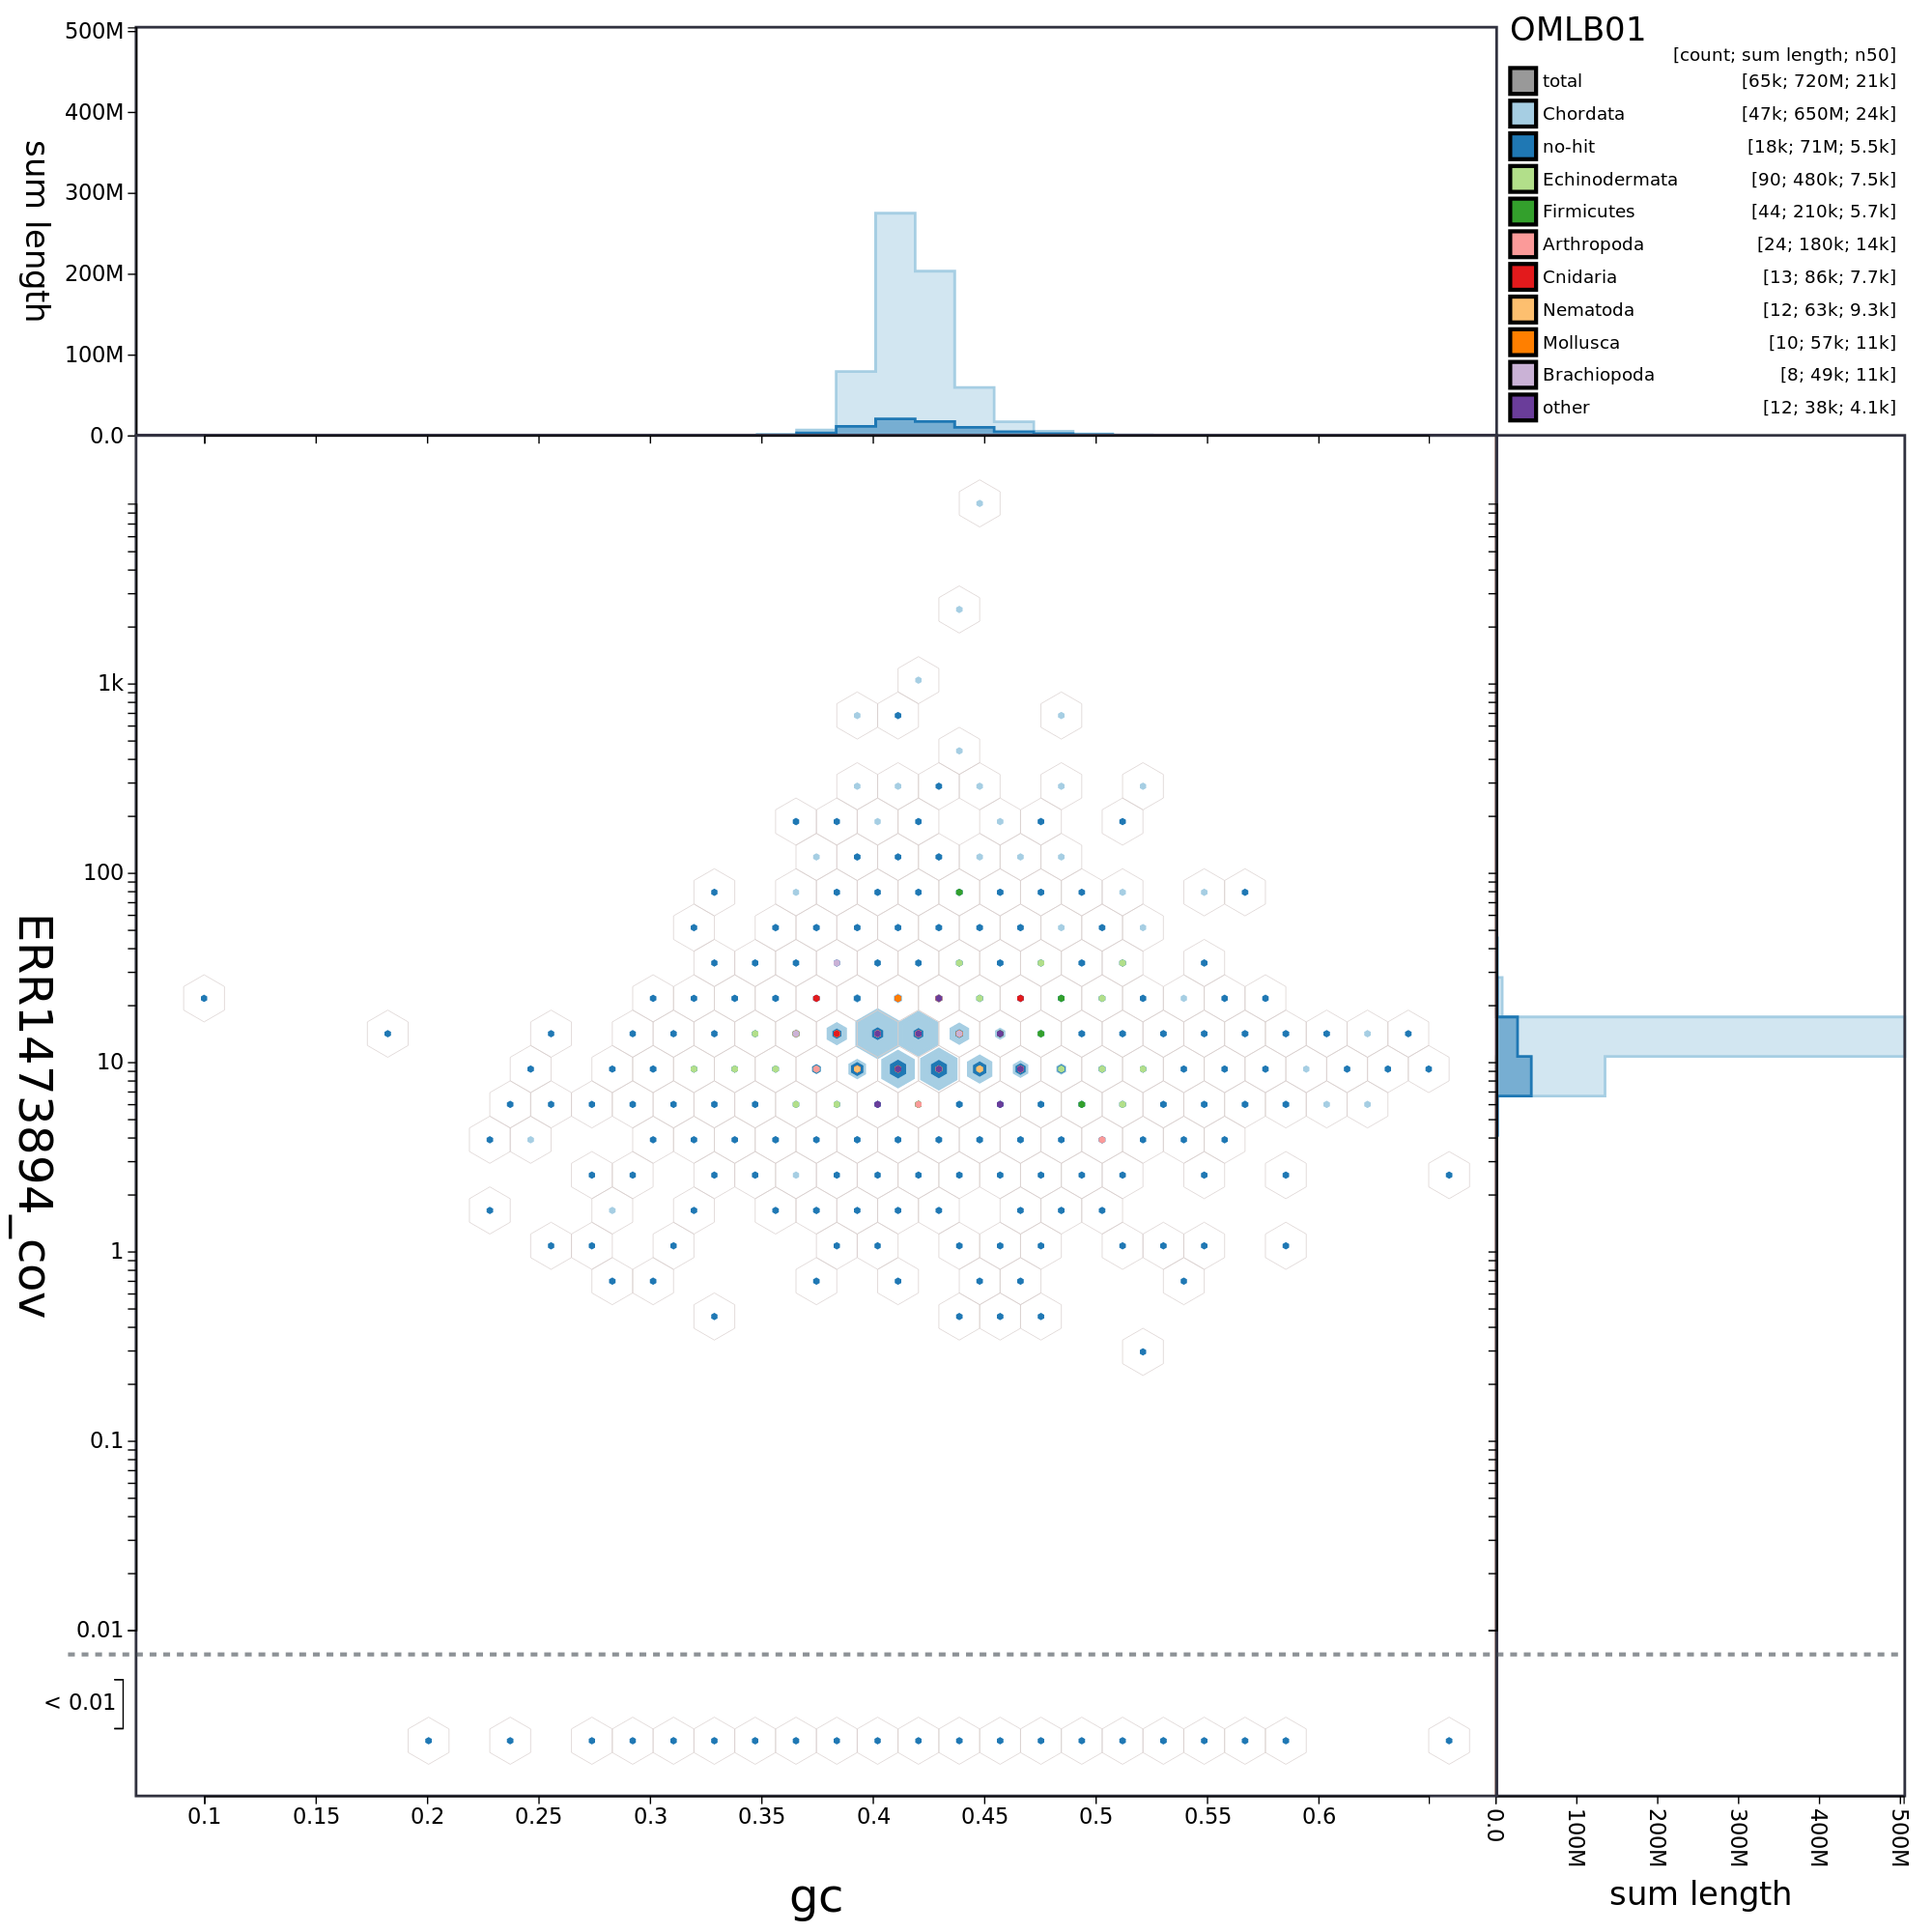 OMLB01
[count; sum length; n50]
total [65k; 720M; 21k]
Chordata [47k; 650M; 24k]
no-hit [18k; 71M; 5.5k]
Echinodermata [90; 480k; 7.5k]
Firmicutes [44; 210k; 5.7k]
Arthropoda [24; 180k; 14k]
Cnidaria [13; 86k; 7.7k]
Nematoda [12; 63k; 9.3k]
Mollusca [10; 57k; 11k]
Brachiopoda [8; 49k; 11k]
other [12; 38k; 4.1k]
500M
400M
300M
200M
100M
0.0
sum length
1k
100
10
1
0.1
0.01
< 0.01
ERR1473894_cov
0.1 0.15 0.2 0.25 0.3 0.35 0.4 0.45 0.5 0.55 0.6
gc
0.0 100M 200M 300M 400M 500M
sum length